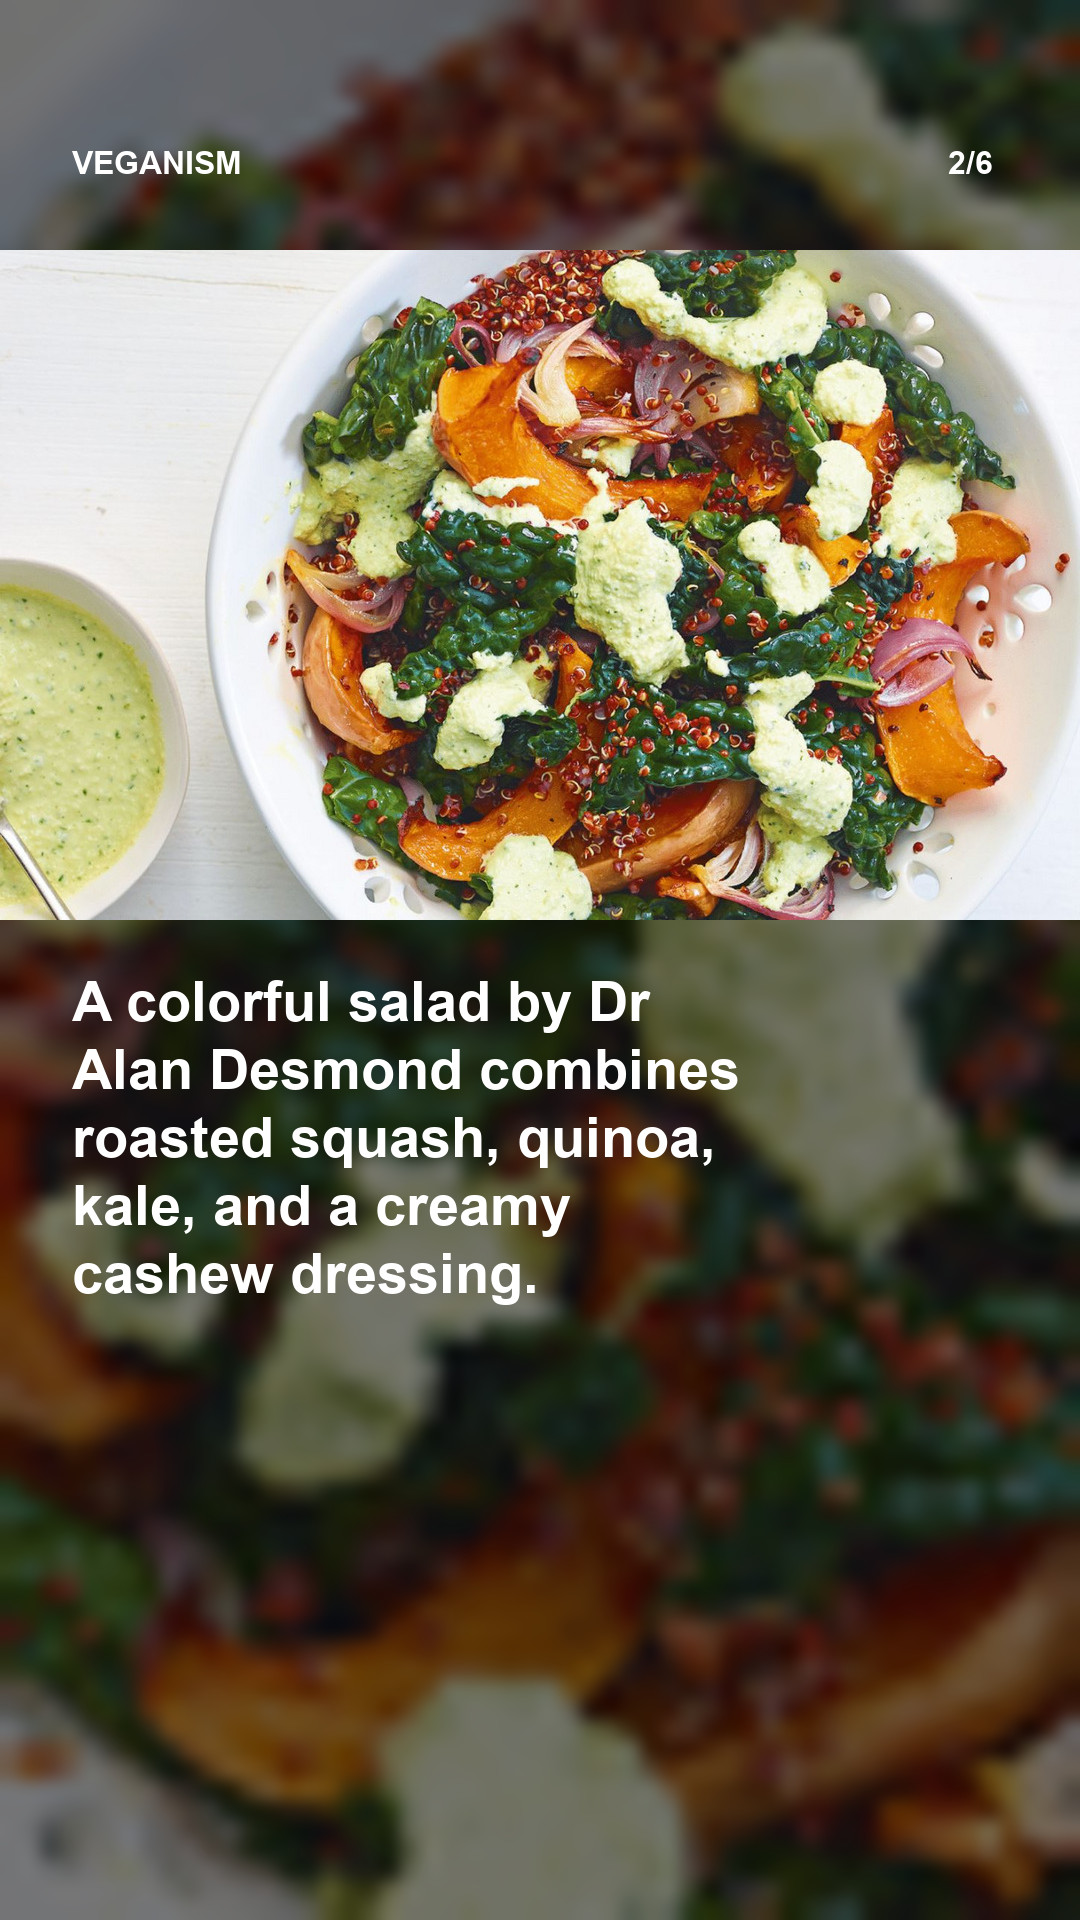 VEGANISM
2/6
A colorful salad by Dr
Alan Desmond combines
roasted squash, quinoa,
kale, and a creamy
cashew dressing.